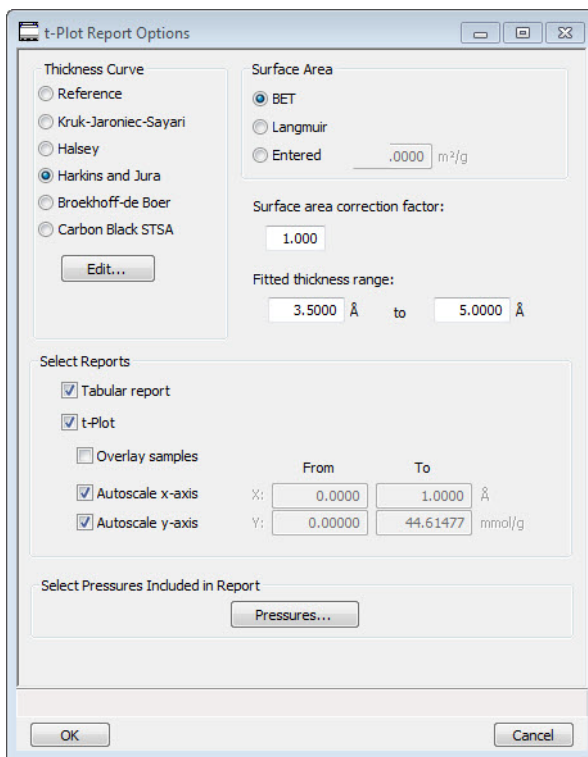 t-Plot Report Options
Thickness Curve
Reference
Kruk-Jaroniec-Sayari
Halsey
Harkins and Jura
Broekhoff-de Boer
Carbon Black STSA
Edit...
Surface Area
BET
Langmuir
Entered .0000 m²/g
Surface area correction factor:
1.000
Fitted thickness range:
3.5000 Å to 5.0000 Å
Select Reports
Tabular report
t-Plot
Overlay samples
From To
Autoscale x-axis X: 0.0000 1.0000 Å
Autoscale y-axis Y: 0.00000 44.61477 mmol/g
Select Pressures Included in Report
Pressures...
OK Cancel